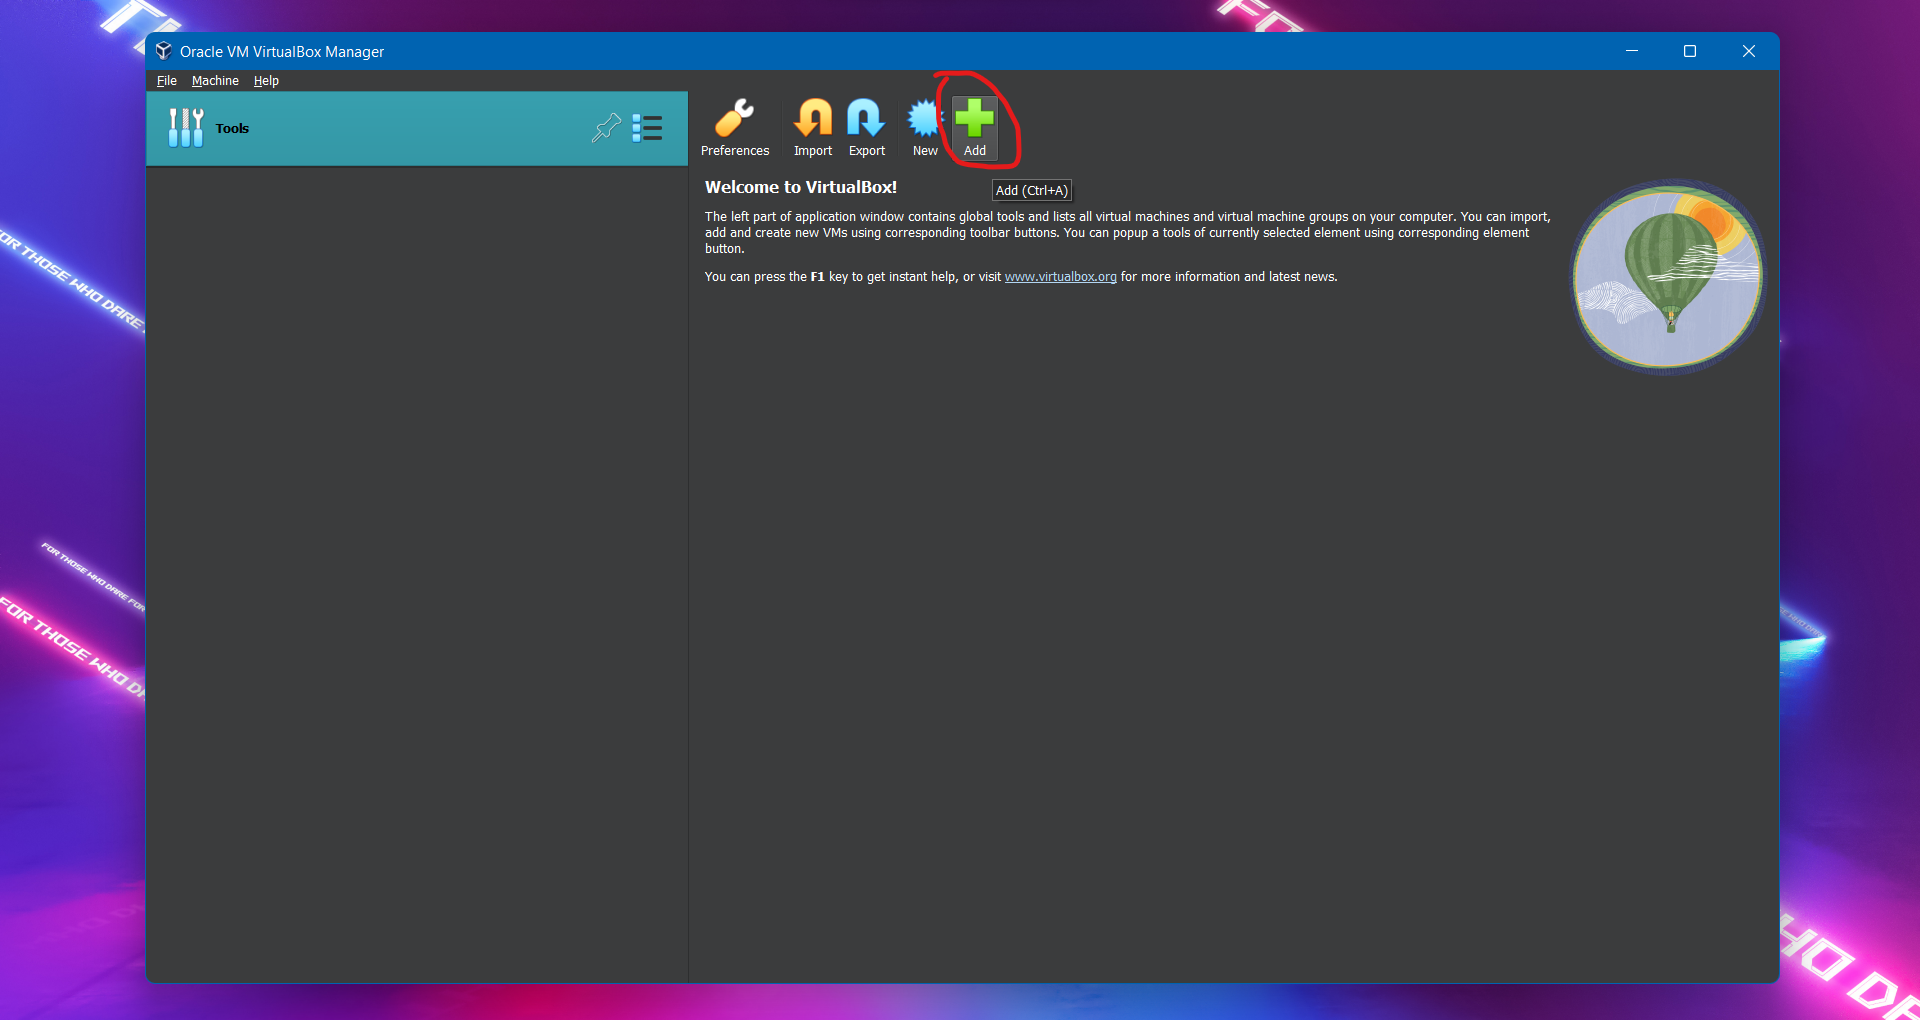 Oracle VM VirtualBox Manager
File Machine Help
Tools
Preferences Import Export New Add
Add (Ctrl+A)
Welcome to VirtualBox!
The left part of application window contains global tools and lists all virtual machines and virtual machine groups on your computer. You can import,
add and create new VMs using corresponding toolbar buttons. You can popup a tools of currently selected element using corresponding element
button.
You can press the F1 key to get instant help, or visit www.virtualbox.org for more information and latest news.
FOR THOSE WHO DARE
FOR THOSE WHO DARE FOR
FOR THOSE WHO